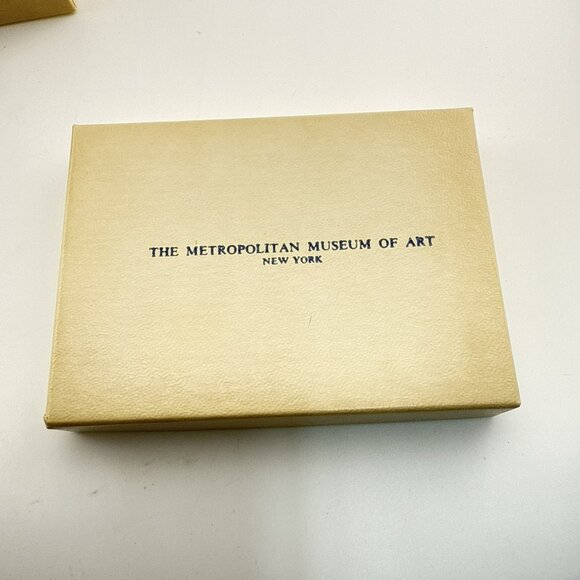 THE METROPOLITAN MUSEUM OF ART
NEW YORK